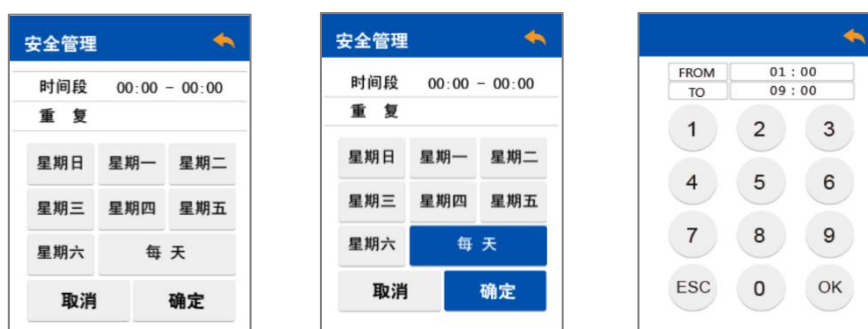 安全管理
时间段 00:00 - 00:00
重 复
星期日 星期一 星期二
星期三 星期四 星期五
星期六 每 天
取消 确定
安全管理
时间段 00:00 - 00:00
重 复
星期日 星期一 星期二
星期三 星期四 星期五
星期六 每 天
取消 确定
FROM 01 : 00
TO 09 : 00
1 2 3
4 5 6
7 8 9
ESC 0 OK